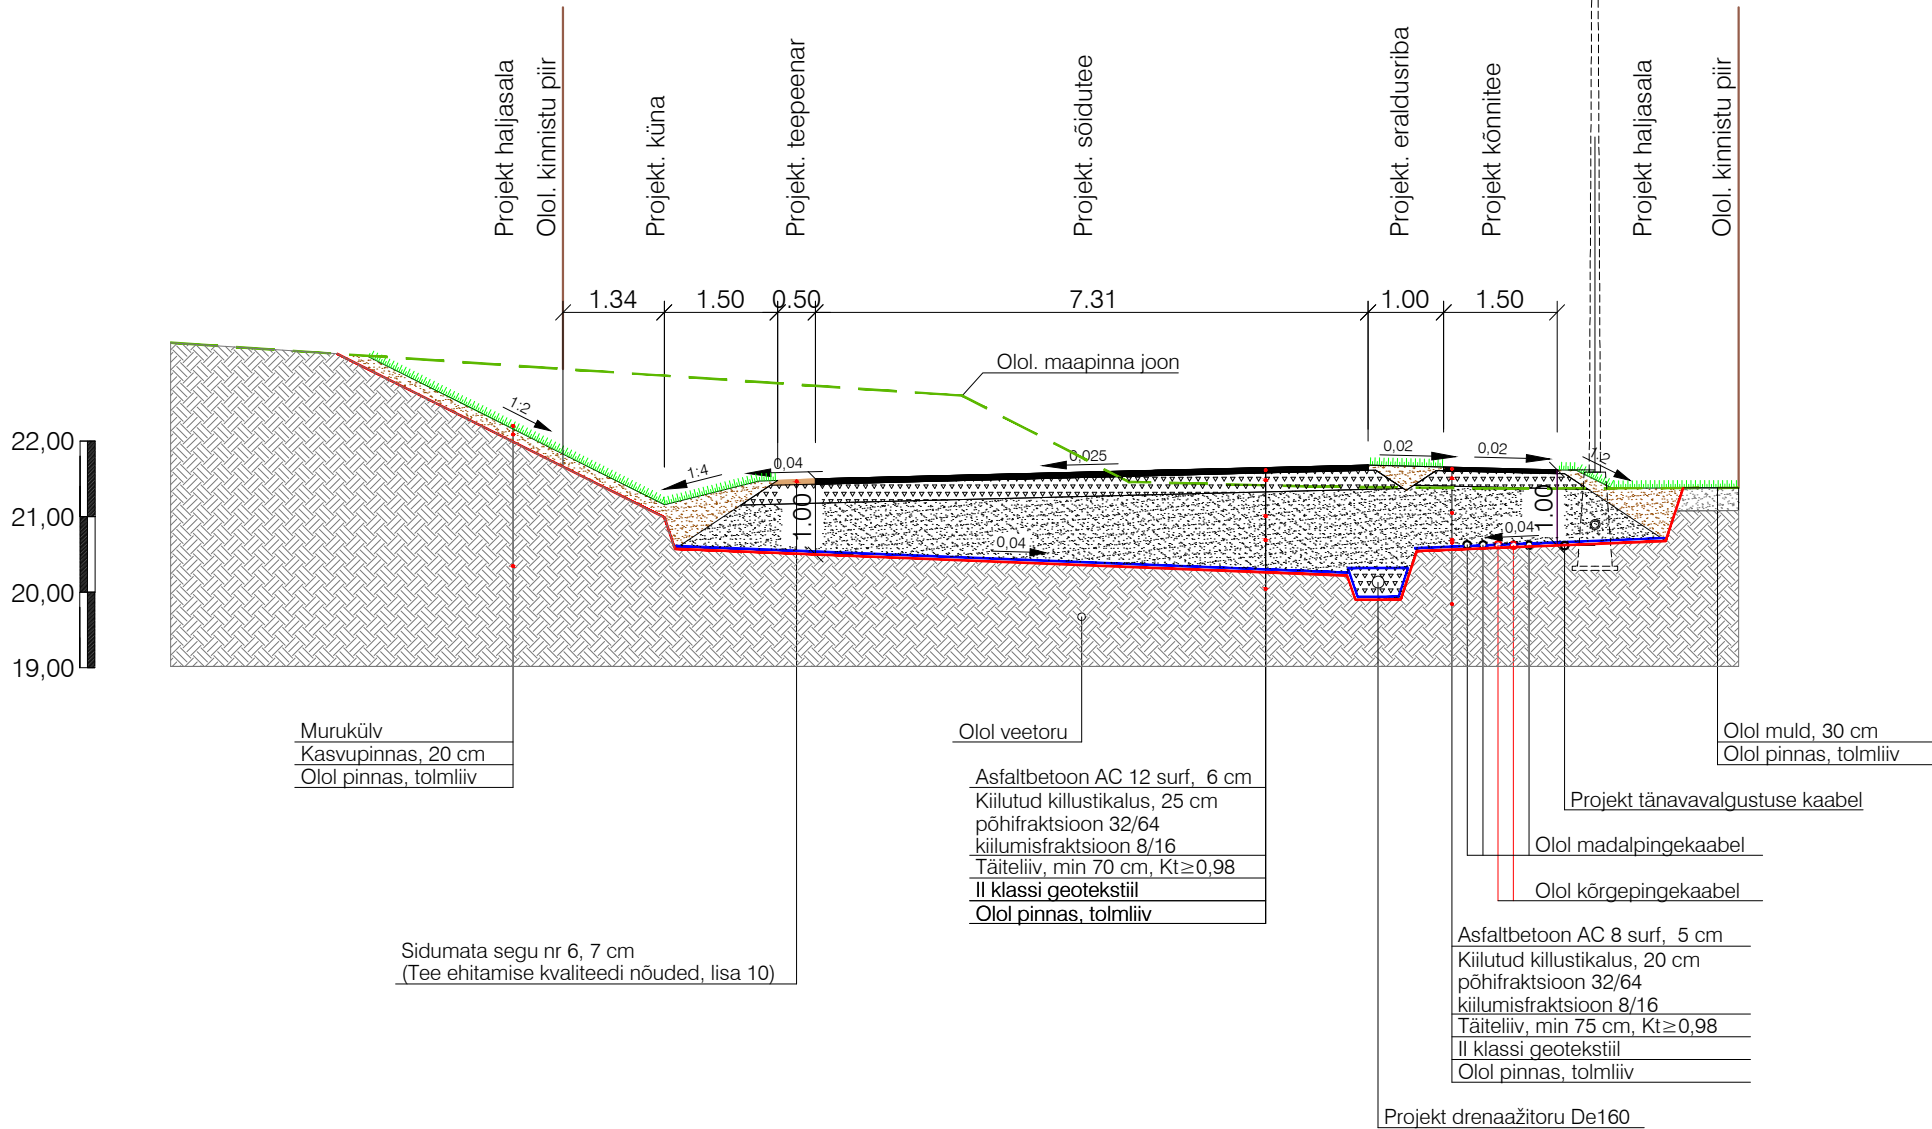 Projekt haljasala
Olol. kinnistu piir
Projekt. küna
Projekt. teepeenar
Projekt. sõidutee
Projekt. eraldusriba
Projekt kõnnitee
Projekt haljasala
Olol. kinnistu piir
1.34
1.50
0.50
7.31
1.00
1.50
Olol. maapinna joon
1:2
1:4
0,04
0,025
0,02
0,02
1:2
22,00
21,00
20,00
19,00
1.00
1.00
0,04
0,04
Murukülv
Kasvupinnas, 20 cm
Olol pinnas, tolmliiv
Olol veetoru
Asfaltbetoon AC 12 surf, 6 cm
Kiilutud killustikalus, 25 cm
põhifraktsioon 32/64
kiilumisfraktsioon 8/16
Täiteliiv, min 70 cm, Kt≥0,98
II klassi geotekstiil
Olol pinnas, tolmliiv
Sidumata segu nr 6, 7 cm
(Tee ehitamise kvaliteedi nõuded, lisa 10)
Olol muld, 30 cm
Olol pinnas, tolmliiv
Projekt tänavavalgustuse kaabel
Olol madalpingekaabel
Olol kõrgepingekaabel
Asfaltbetoon AC 8 surf, 5 cm
Kiilutud killustikalus, 20 cm
põhifraktsioon 32/64
kiilumisfraktsioon 8/16
Täiteliiv, min 75 cm, Kt≥0,98
II klassi geotekstiil
Olol pinnas, tolmliiv
Projekt drenaažitoru De160